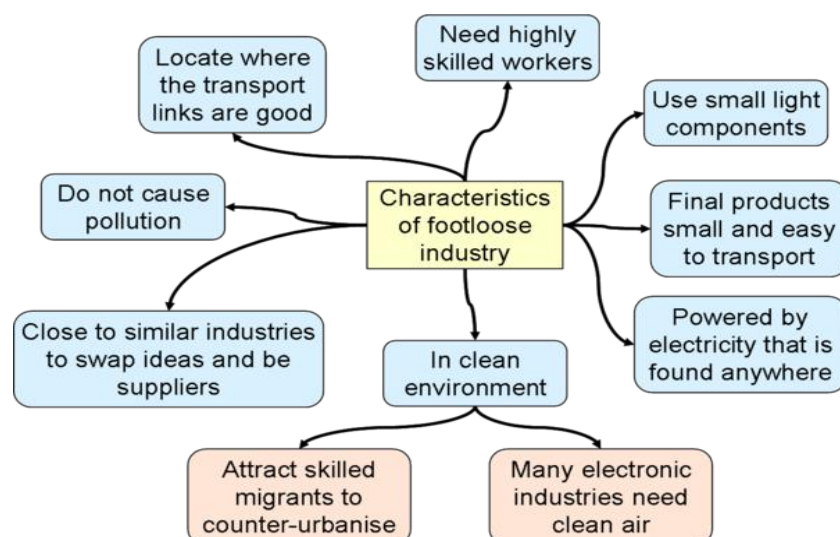 Locate where
the transport
links are good
Need highly
skilled workers
Use small light
components
Do not cause
pollution
Characteristics
of footloose
industry
Final products
small and easy
to transport
Close to similar industries
to swap ideas and be
suppliers
In clean
environment
Powered by
electricity that is
found anywhere
Attract skilled
migrants to
counter-urbanise
Many electronic
industries need
clean air